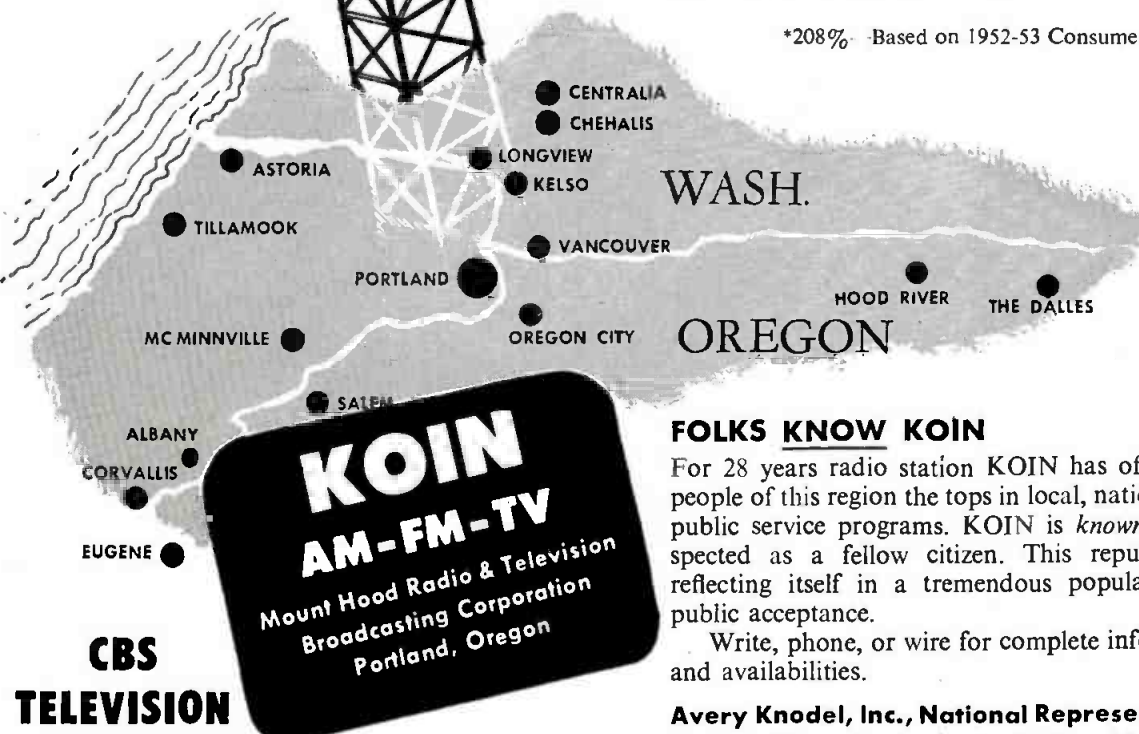 *208% Based on 1952-53 Consume
CENTRALIA
CHEHALIS
LONGVIEW
KELSO
ASTORIA
WASH.
TILLAMOOK
VANCOUVER
PORTLAND
HOOD RIVER
THE DALLES
MC MINNVILLE
OREGON CITY
OREGON
SALEM
ALBANY
CORVALLIS
EUGENE
KOIN
AM-FM-TV
Mount Hood Radio & Television
Broadcasting Corporation
Portland, Oregon
CBS
TELEVISION
FOLKS KNOW KOIN
For 28 years radio station KOIN has of
people of this region the tops in local, natio
public service programs. KOIN is known
spected as a fellow citizen. This repu
reflecting itself in a tremendous popula
public acceptance.
Write, phone, or wire for complete info
and availabilities.
Avery Knodel, Inc., National Represe